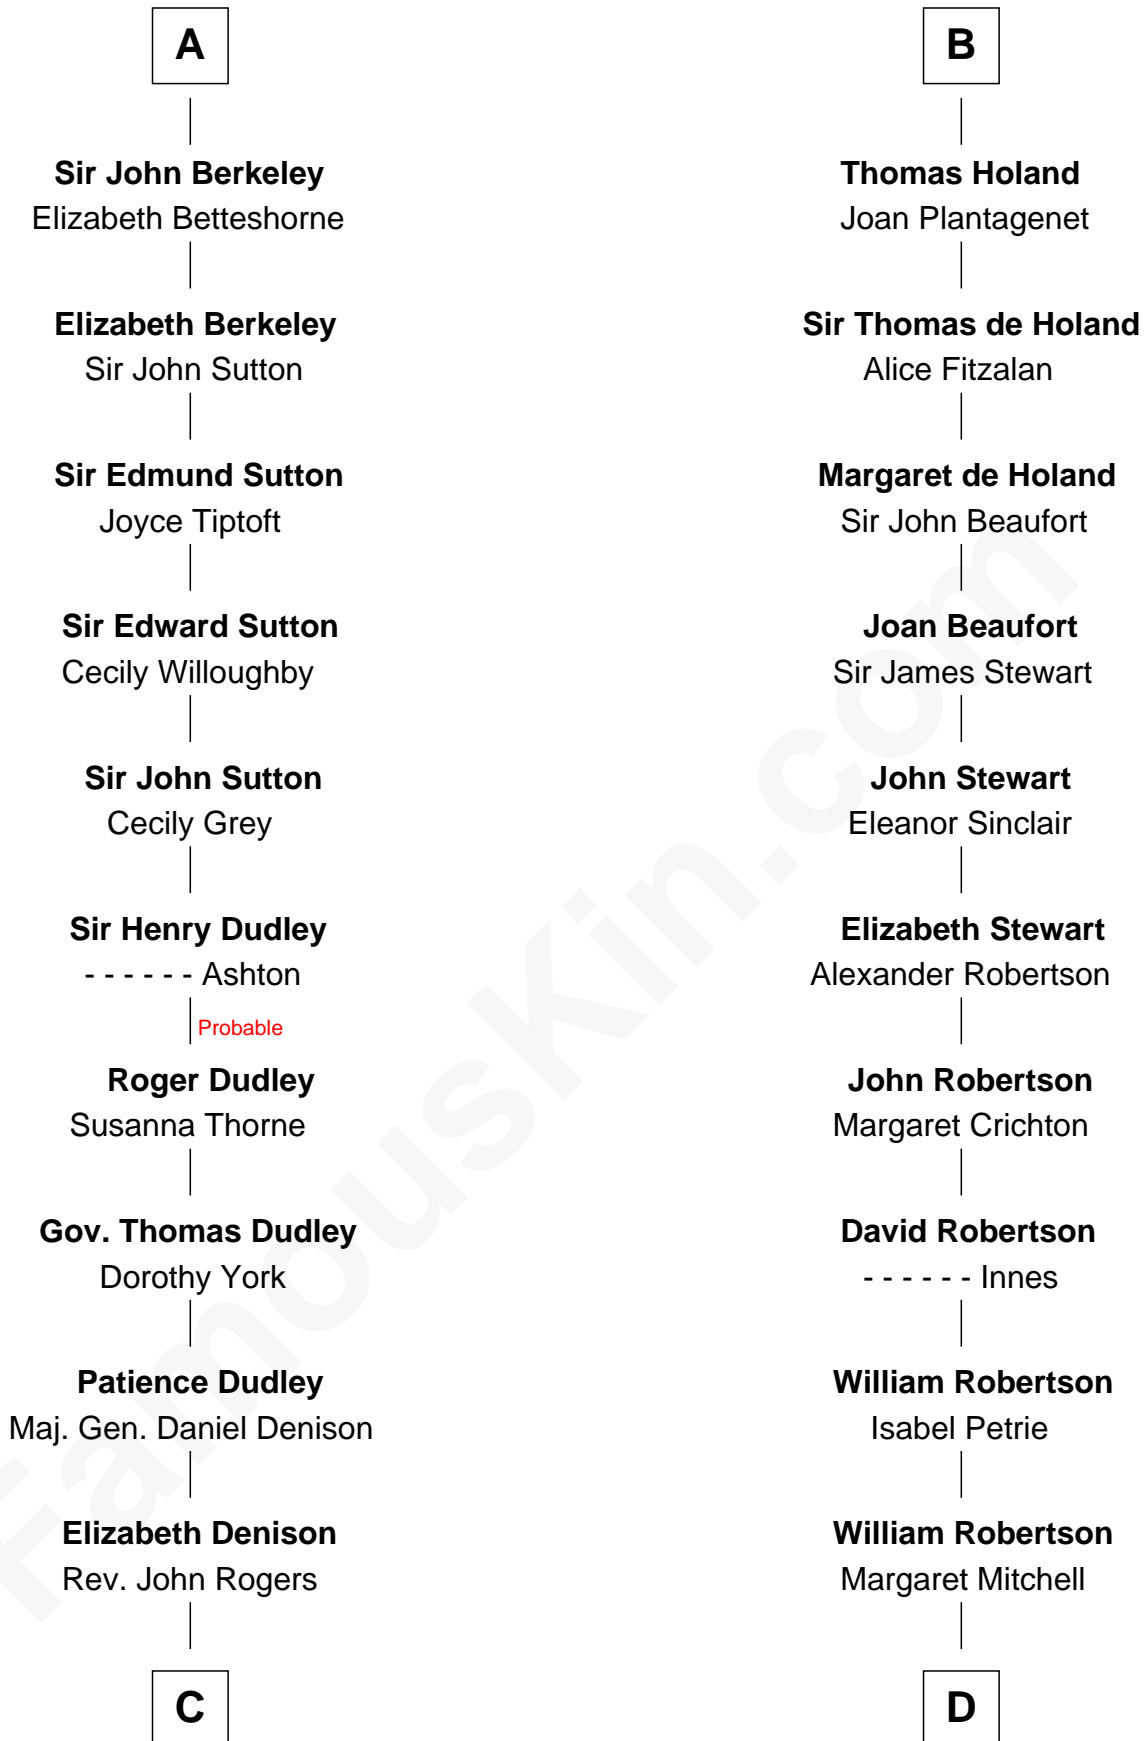 A
Sir John Berkeley
Elizabeth Betteshorne
Elizabeth Berkeley
Sir John Sutton
Sir Edmund Sutton
Joyce Tiptoft
Sir Edward Sutton
Cecily Willoughby
Sir John Sutton
Cecily Grey
Sir Henry Dudley
- - - - - - Ashton
Probable
Roger Dudley
Susanna Thorne
Gov. Thomas Dudley
Dorothy York
Patience Dudley
Maj. Gen. Daniel Denison
Elizabeth Denison
Rev. John Rogers
C
B
Thomas Holand
Joan Plantagenet
Sir Thomas de Holand
Alice Fitzalan
Margaret de Holand
Sir John Beaufort
Joan Beaufort
Sir James Stewart
John Stewart
Eleanor Sinclair
Elizabeth Stewart
Alexander Robertson
John Robertson
Margaret Crichton
David Robertson
- - - - - - Innes
William Robertson
Isabel Petrie
William Robertson
Margaret Mitchell
D
FamousKin.com